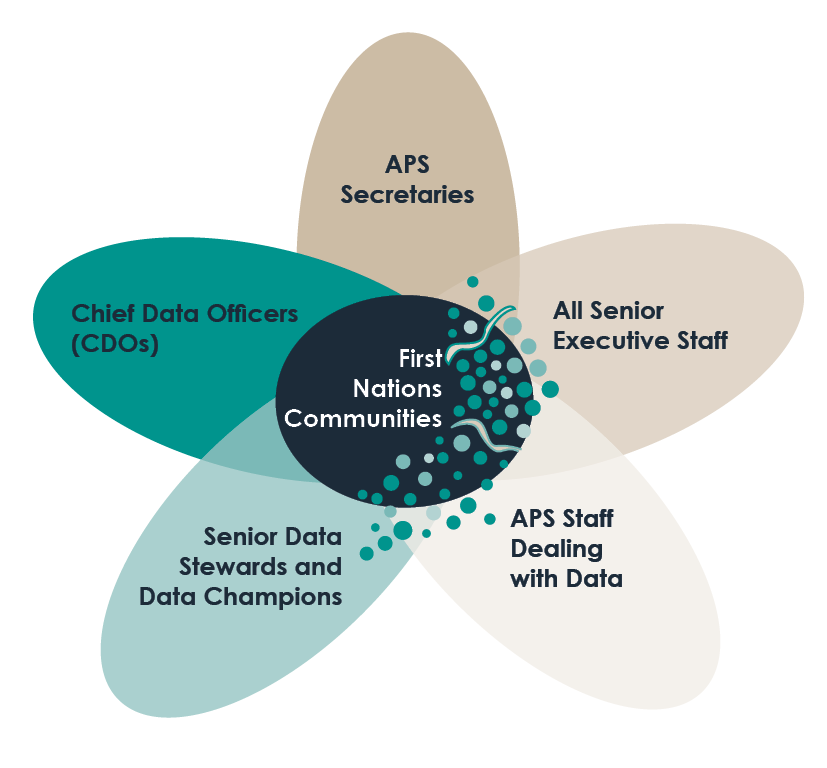 APS
Secretaries
All Senior
Executive Staff
Chief Data Officers
(CDOs)
First
Nations
Communities
APS Staff
Dealing
with Data
Senior Data
Stewards and
Data Champions